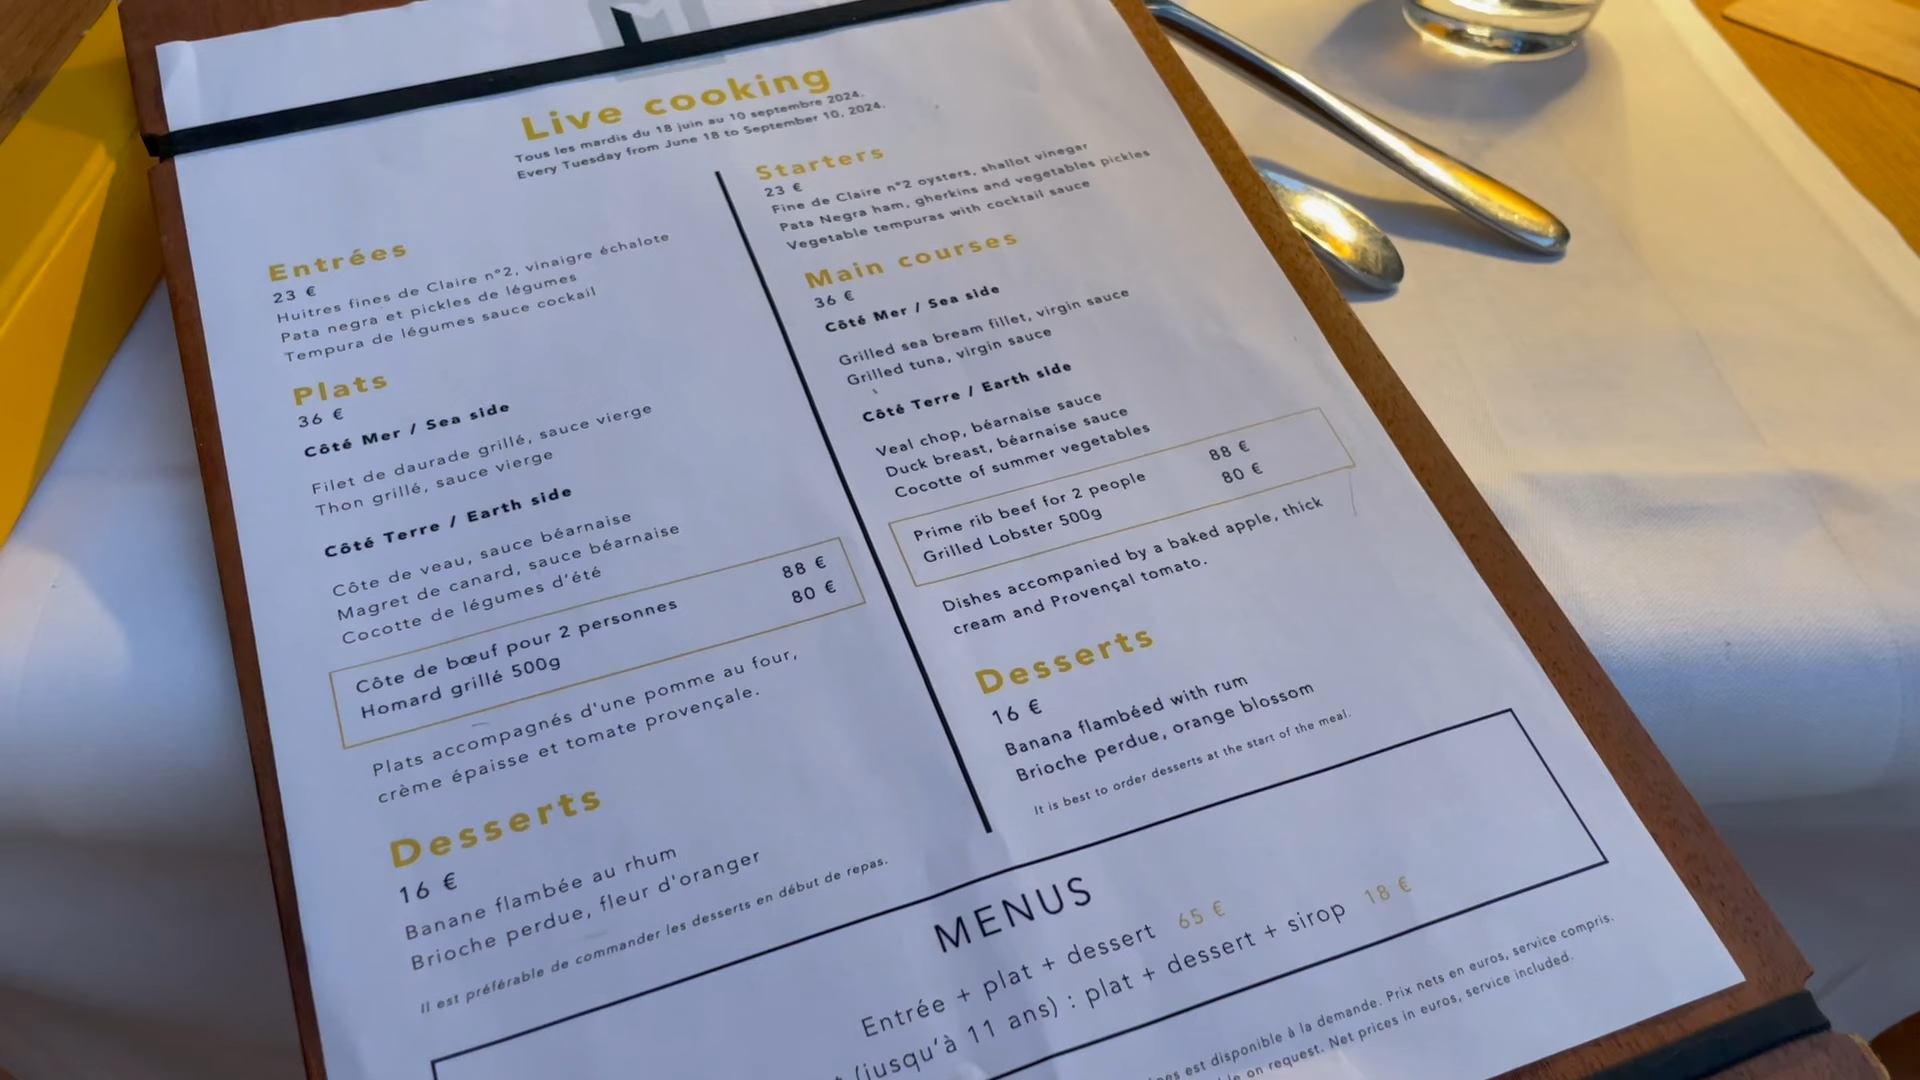 Live cooking
Tous les mardis du 18 juin au 10 septembre 2024.
Every Tuesday from June 18 to September 10, 2024.
Entrées
23 €
Huitres fines de Claire n°2, vinaigre échalote
Pata negra et pickles de légumes
Tempura de légumes sauce cockail
Plats
36 €
Côté Mer / Sea side
Filet de daurade grillé, sauce vierge
Thon grillé, sauce vierge
Côté Terre / Earth side
Côte de veau, sauce béarnaise
Magret de canard, sauce béarnaise
Cocotte de légumes d'été
Côte de bœuf pour 2 personnes 88 €
Homard grillé 500g 80 €
Plats accompagnés d'une pomme au four,
crème épaisse et tomate provençale.
Desserts
16 €
Banane flambée au rhum
Brioche perdue, fleur d'oranger
Il est préférable de commander les desserts en début de repas.
Starters
23 €
Fine de Claire n°2 oysters, shallot vinegar
Pata Negra ham, gherkins and vegetables pickles
Vegetable tempuras with cocktail sauce
Main courses
36 €
Côté Mer / Sea side
Grilled sea bream fillet, virgin sauce
Grilled tuna, virgin sauce
Côté Terre / Earth side
Veal chop, béarnaise sauce
Duck breast, béarnaise sauce
Cocotte of summer vegetables
Prime rib beef for 2 people 88 €
Grilled Lobster 500g 80 €
Dishes accompanied by a baked apple, thick
cream and Provençal tomato.
Desserts
16 €
Banana flambéed with rum
Brioche perdue, orange blossom
It is best to order desserts at the start of the meal.
MENUS
Entrée + plat + dessert 65 €
(jusqu'à 11 ans) : plat + dessert + sirop 18 €
est disponible à la demande. Prix nets en euros, service compris.
on request. Net prices in euros, service included.